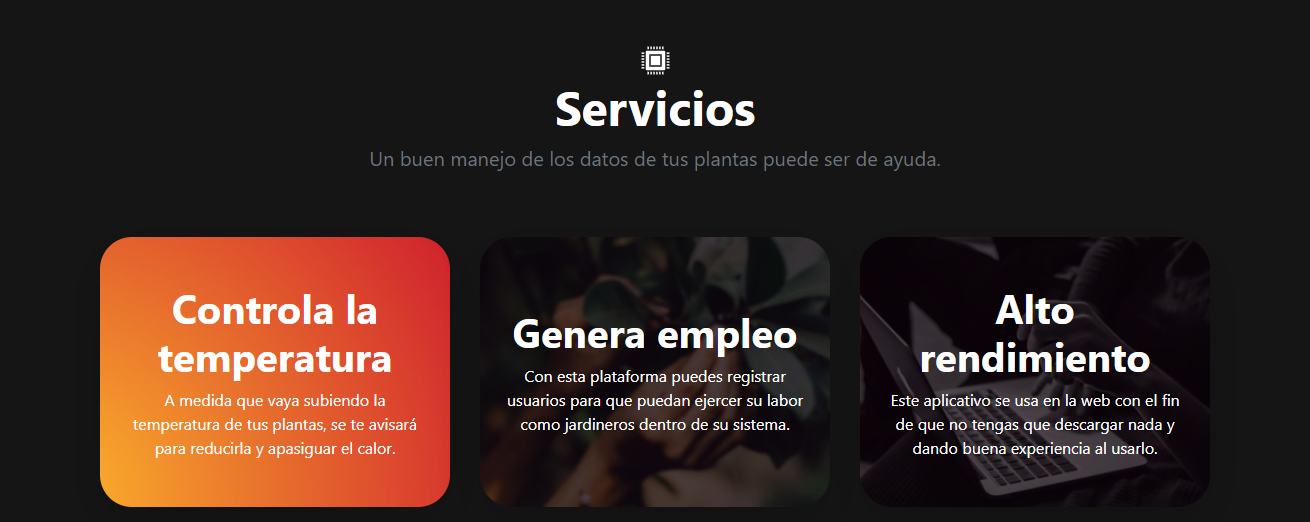 Servicios
Un buen manejo de los datos de tus plantas puede ser de ayuda.
Controla la
temperatura
A medida que vaya subiendo la
temperatura de tus plantas, se te avisará
para reducirla y apasiguar el calor.
Genera empleo
Con esta plataforma puedes registrar
usuarios para que puedan ejercer su labor
como jardineros dentro de su sistema.
Alto
rendimiento
Este aplicativo se usa en la web con el fin
de que no tengas que descargar nada y
dando buena experiencia al usarlo.